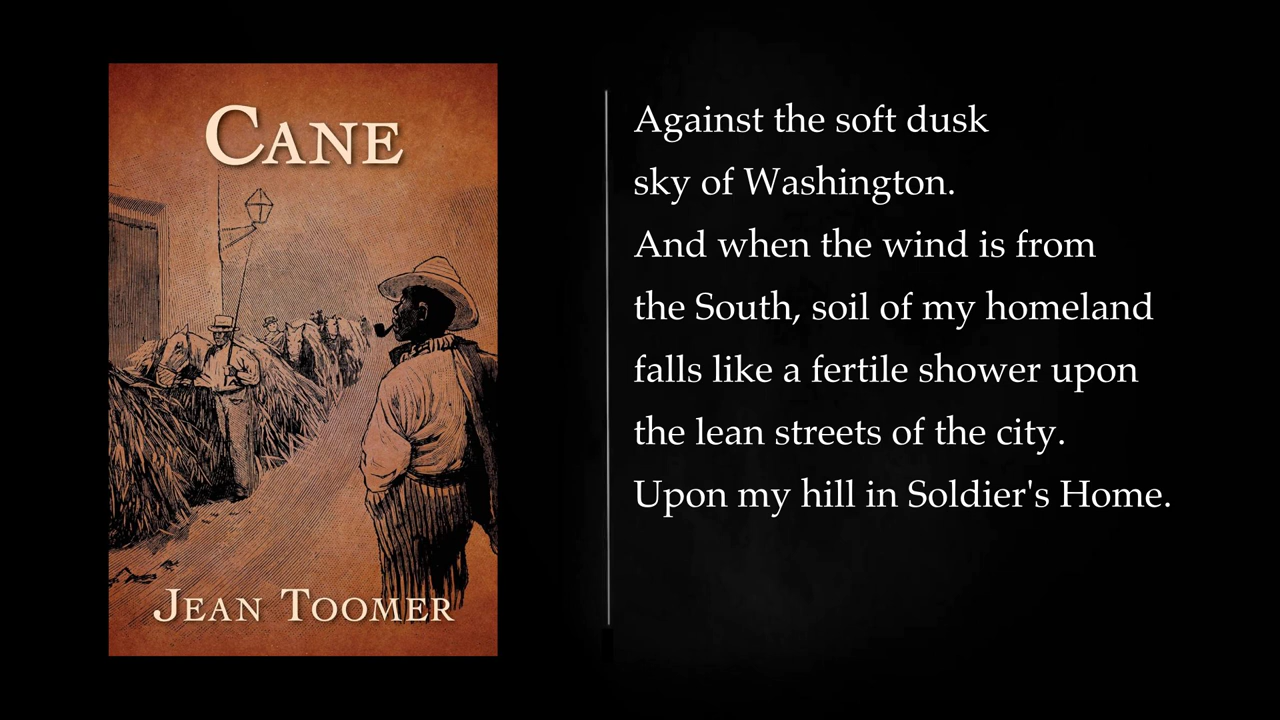 CANE
JEAN TOOMER
Against the soft dusk
sky of Washington.
And when the wind is from
the South, soil of my homeland
falls like a fertile shower upon
the lean streets of the city.
Upon my hill in Soldier's Home.